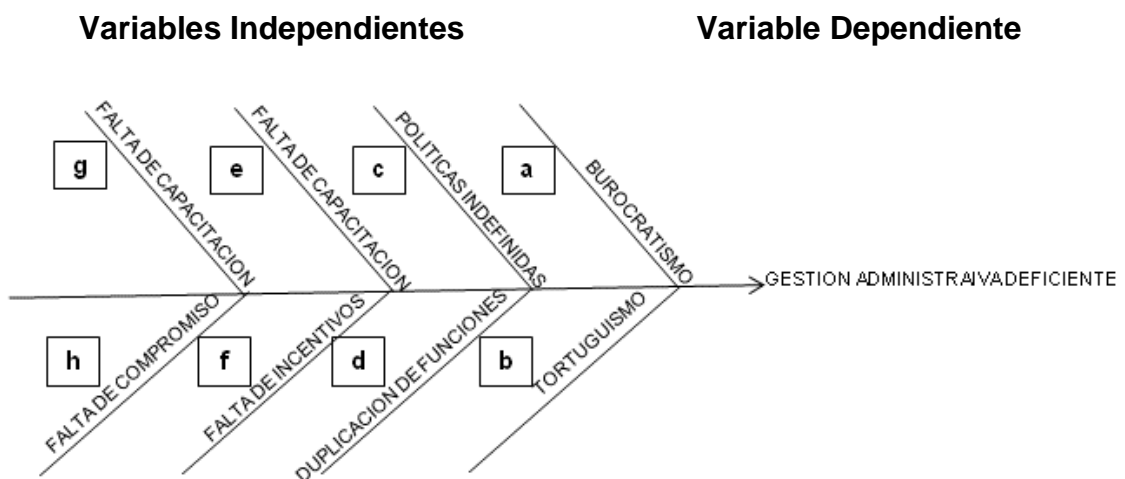 Variables Independientes
Variable Dependiente
FALTA DE CAPACITACION
FALTA DE CAPACITACION
POLITICAS INDEFINIDAS
BUROCRATISMO
g
e
c
a
GESTION ADMINISTRAIVADEFICIENTE
h
f
d
b
FALTA DE COMPROMISO
FALTA DE INCENTIVOS
DUPLICACION DE FUNCIONES
TORTUGUISMO